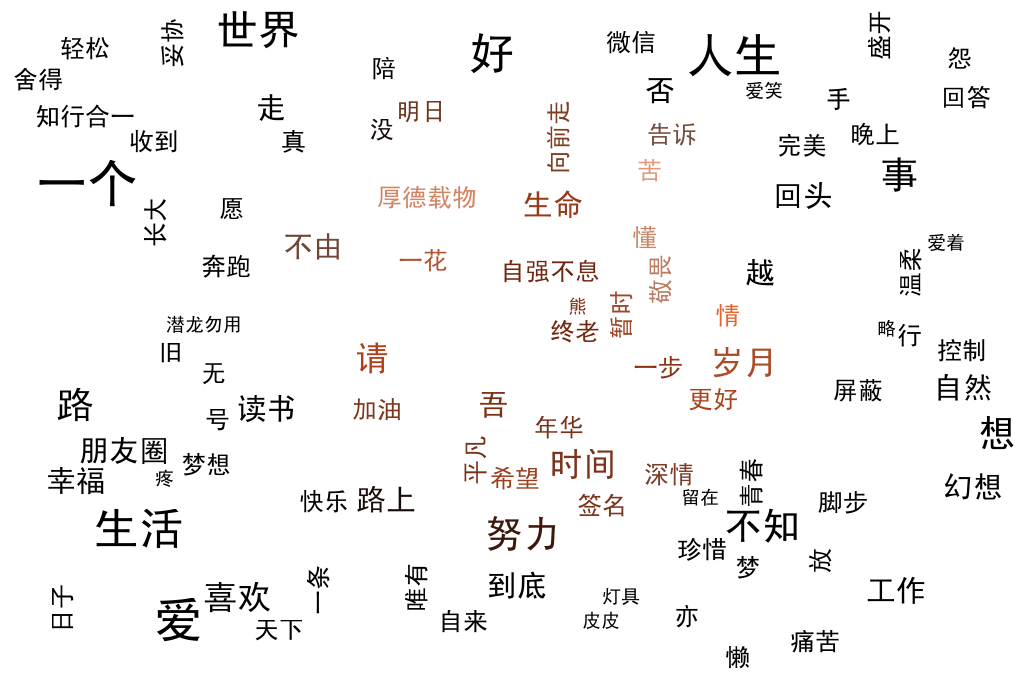 世界
好
人生
盛开
轻松
妥协
微信
怨
陪
舍得
否
爱笑
手
回答
走
明日
知行合一
没
向前走
告诉
收到
真
完美
晚上
苦
一个
事
厚德载物
生命
回头
长大
愿
不由
懂
爱着
奔跑
一花
自强不息
敬畏
越
温柔
熊
暂时
情
潜龙勿用
终老
略
行
旧
无
请
一步
岁月
控制
屏蔽
自然
路
号
读书
加油
吾
更好
年华
想
朋友圈
梦想
平凡
时间
幸福
疼
希望
深情
青春
幻想
快乐
路上
签名
留在
脚步
生活
努力
不知
珍惜
梦
放
日子
爱
喜欢
一条
唯有
到底
灯具
工作
天下
自来
皮皮
亦
痛苦
懒